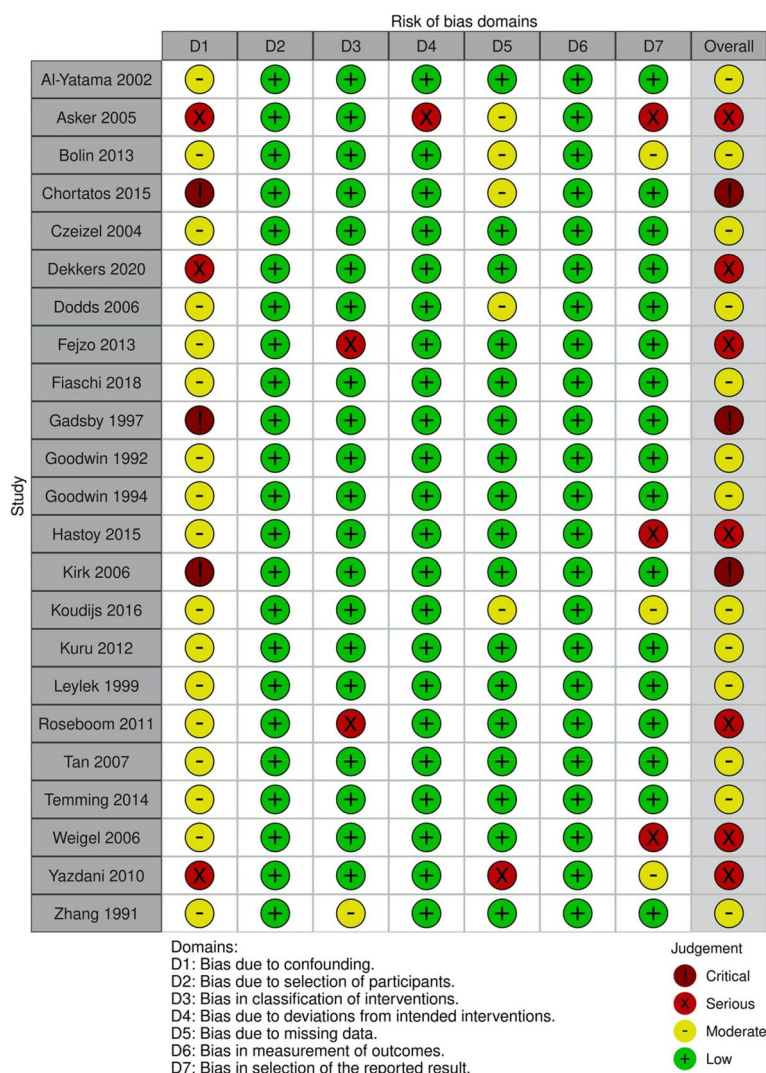 Risk of bias domains
D1 D2 D3 D4 D5 D6 D7 Overall
Study
Al-Yatama 2002 - + + + + + + -
Asker 2005 X + + X - + X X
Bolin 2013 - + + + - + - -
Chortatos 2015 ! + + + - + + !
Czeizel 2004 - + + + + + + -
Dekkers 2020 X + + + + + + X
Dodds 2006 - + + + - + + -
Fejzo 2013 - + X + + + + X
Fiaschi 2018 - + + + + + + -
Gadsby 1997 ! + + + + + + !
Goodwin 1992 - + + + + + + -
Goodwin 1994 - + + + + + + -
Hastoy 2015 - + + + + + X X
Kirk 2006 ! + + + + + + !
Koudijs 2016 - + + + - + - -
Kuru 2012 - + + + + + + -
Leylek 1999 - + + + + + + -
Roseboom 2011 - + X + + + + X
Tan 2007 - + + + + + + -
Temming 2014 - + + + + + + -
Weigel 2006 - + + + + + X X
Yazdani 2010 X + + + X + - X
Zhang 1991 - + - + + + + -
Domains:
D1: Bias due to confounding.
D2: Bias due to selection of participants.
D3: Bias in classification of interventions.
D4: Bias due to deviations from intended interventions.
D5: Bias due to missing data.
D6: Bias in measurement of outcomes.
D7: Bias in selection of the reported result.
Judgement
! Critical
X Serious
- Moderate
+ Low